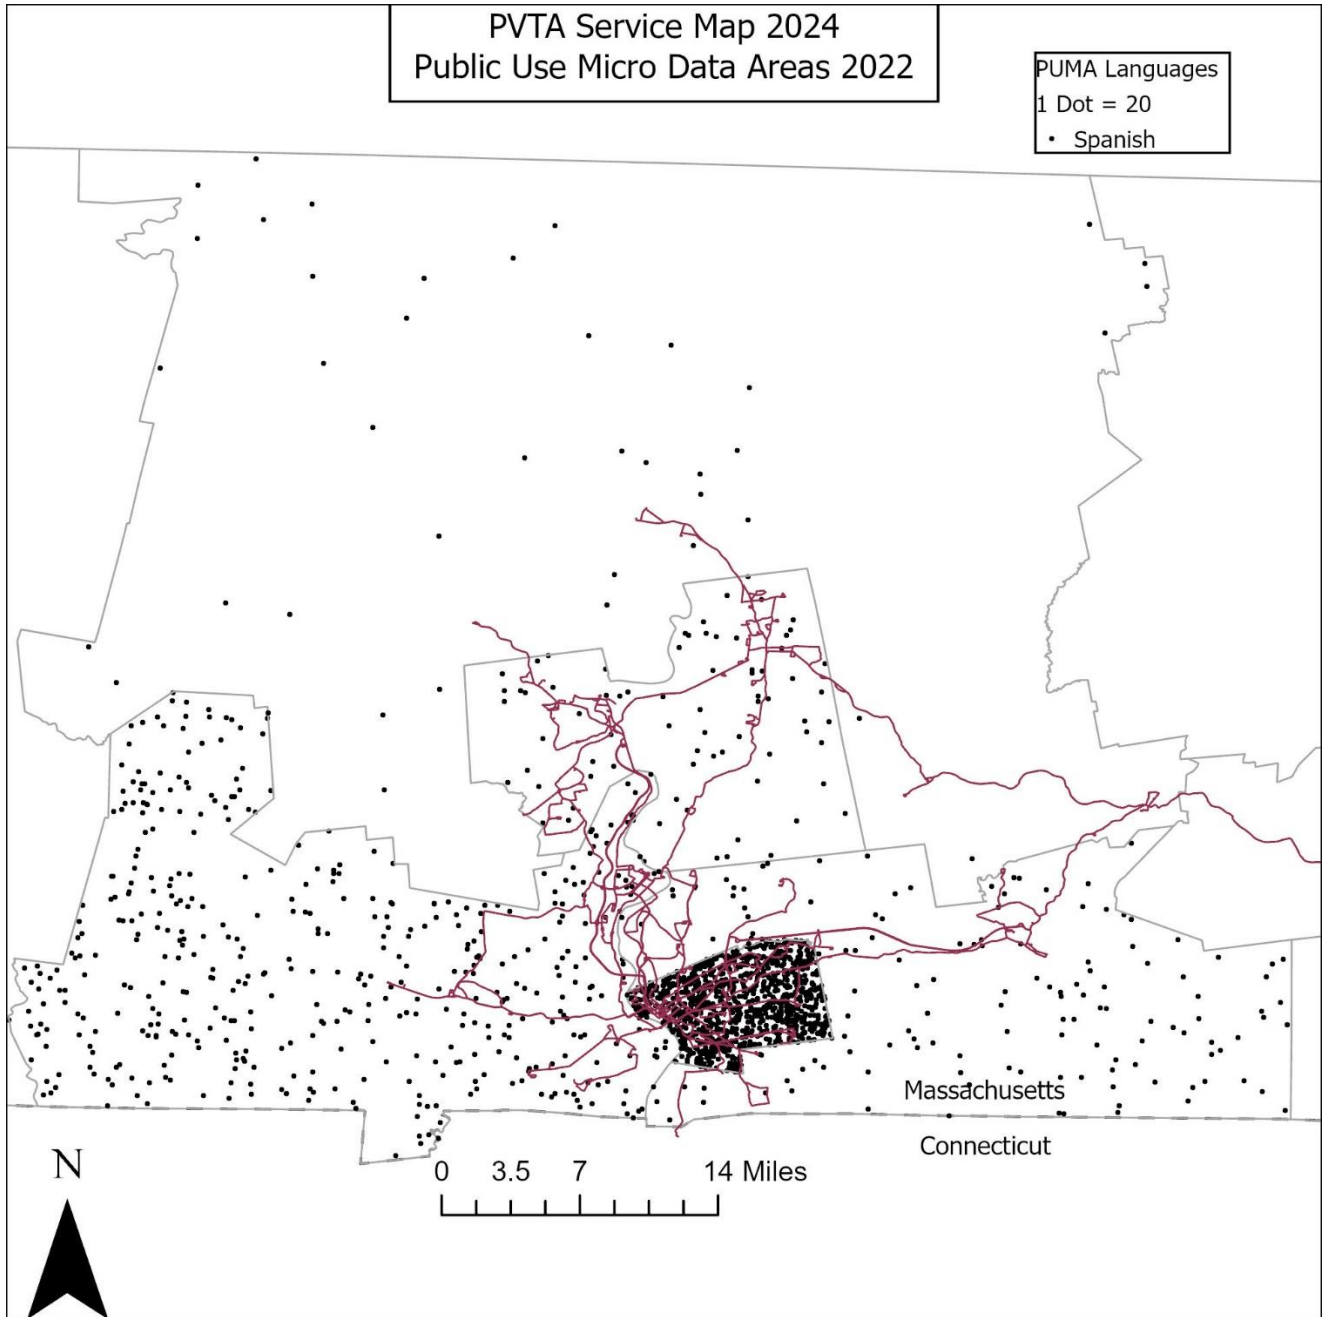 PVTA Service Map 2024
Public Use Micro Data Areas 2022
PUMA Languages
1 Dot = 20
Spanish
Massachusetts
Connecticut
N
0 3.5 7 14 Miles